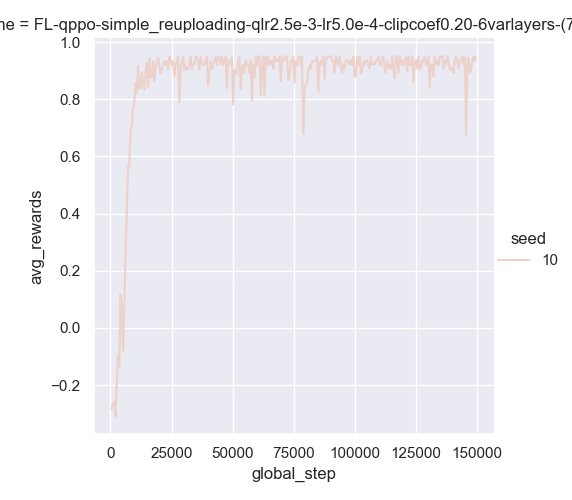 me = FL-qppo-simple_reuploading-qlr2.5e-3-lr5.0e-4-clipcoef0.20-6varlayers-(7
1.0
0.8
0.6
0.4
0.2
0.0
−0.2
avg_rewards
seed
10
0 25000 50000 75000 100000 125000 150000
global_step